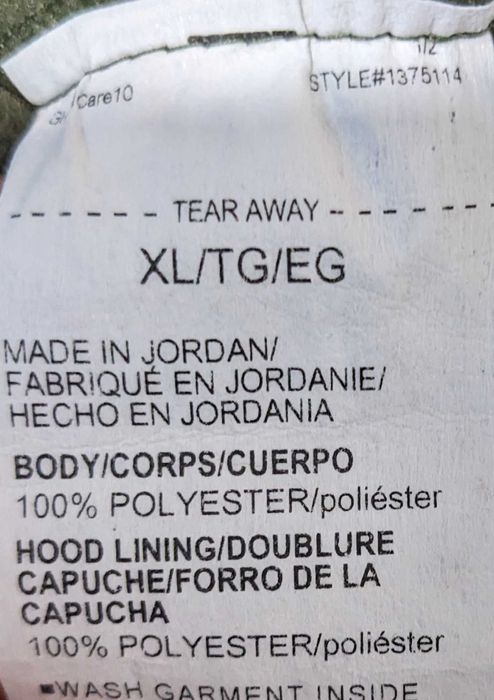 1/2
/Care10
STYLE#1375114
TEAR AWAY
XL/TG/EG
MADE IN JORDAN/
FABRIQUÉ EN JORDANIE/
HECHO EN JORDANIA
BODY/CORPS/CUERPO
100% POLYESTER/poliéster
HOOD LINING/DOUBLURE
CAPUCHE/FORRO DE LA
CAPUCHA
100% POLYESTER/poliéster
▪WASH GARMENT INSIDE